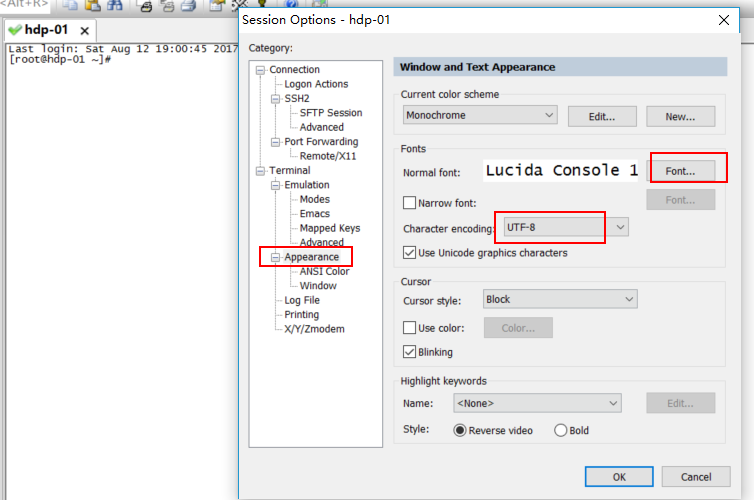 <Alt+R>
hdp-01
Last login: Sat Aug 12 19:00:45 2017
[root@hdp-01 ~]#
Session Options - hdp-01
Category:
Connection
Logon Actions
SSH2
SFTP Session
Advanced
Port Forwarding
Remote/X11
Terminal
Emulation
Modes
Emacs
Mapped Keys
Advanced
Appearance
ANSI Color
Window
Log File
Printing
X/Y/Zmodem
Window and Text Appearance
Current color scheme
Monochrome
Edit...
New...
Fonts
Normal font:
Lucida Console 1
Font...
Narrow font:
Font...
Character encoding:
UTF-8
Use Unicode graphics characters
Cursor
Cursor style:
Block
Use color:
Color...
Blinking
Highlight keywords
Name:
<None>
Edit...
Style:
Reverse video
Bold
OK
Cancel